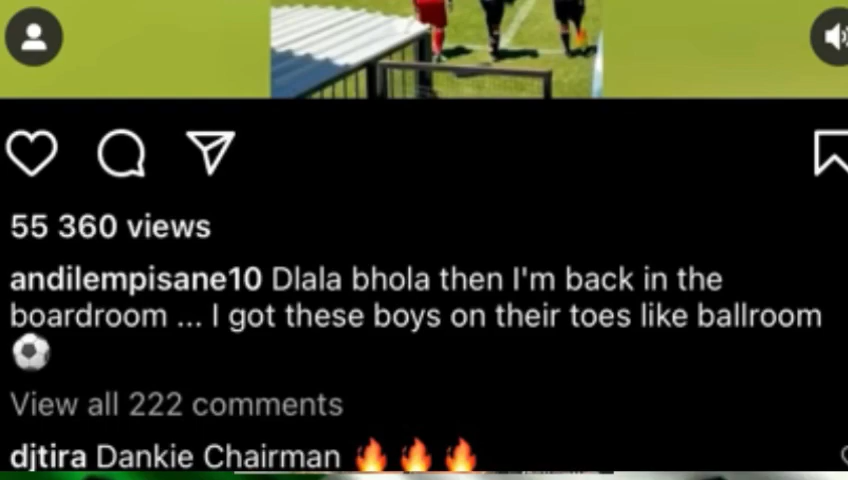 55 360 views
andilempisane10 Dlala bhola then I'm back in the
boardroom ... I got these boys on their toes like ballroom
⚽
View all 222 comments
djtira Dankie Chairman 🔥🔥🔥